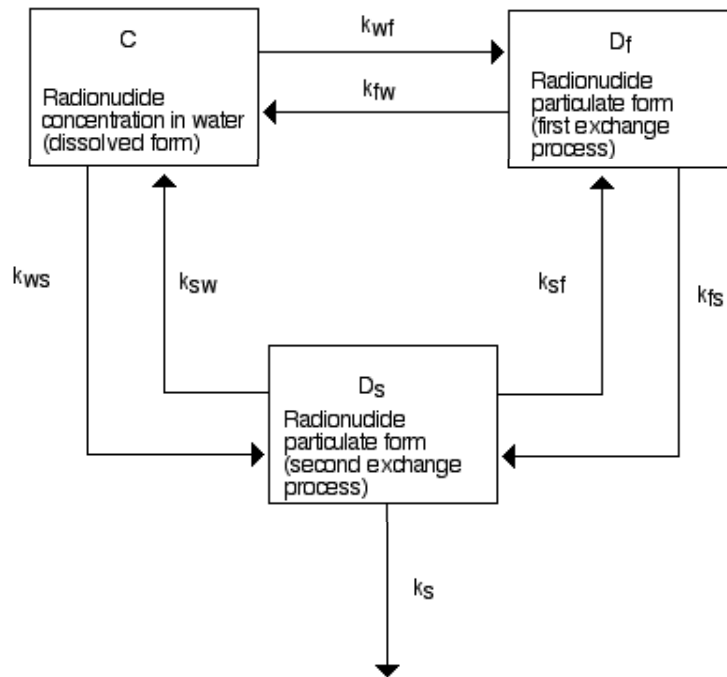 C
Radionudide
concentration in water
(dissolved form)
kwf
kfw
Df
Radionudide
particulate form
(first exchange
process)
kws
ksw
ksf
kfs
Ds
Radionudide
particulate form
(second exchange
process)
ks